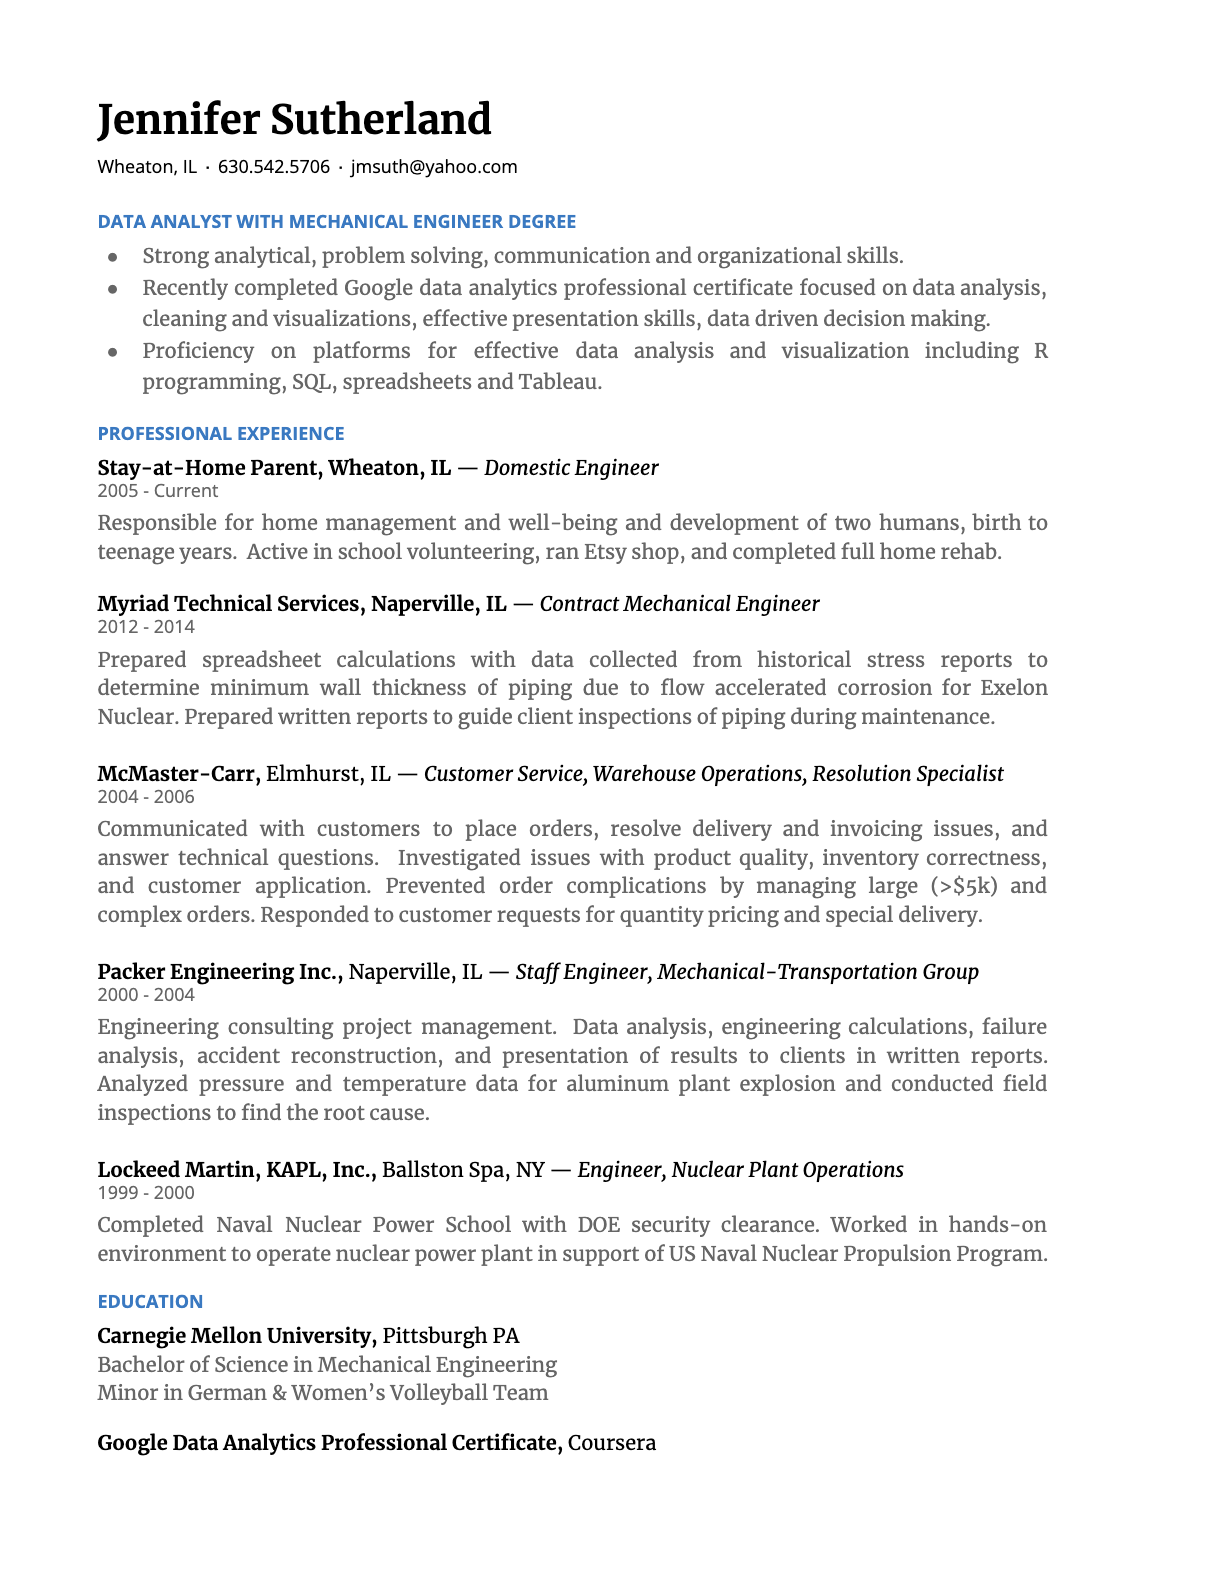 Jennifer Sutherland
Wheaton, IL · 630.542.5706 · jmsuth@yahoo.com
DATA ANALYST WITH MECHANICAL ENGINEER DEGREE
● Strong analytical, problem solving, communication and organizational skills.
● Recently completed Google data analytics professional certificate focused on data analysis,
cleaning and visualizations, effective presentation skills, data driven decision making.
● Proficiency on platforms for effective data analysis and visualization including R
programming, SQL, spreadsheets and Tableau.
PROFESSIONAL EXPERIENCE
Stay-at-Home Parent, Wheaton, IL — Domestic Engineer
2005 - Current
Responsible for home management and well-being and development of two humans, birth to
teenage years.  Active in school volunteering, ran Etsy shop, and completed full home rehab.
Myriad Technical Services, Naperville, IL — Contract Mechanical Engineer
2012 - 2014
Prepared spreadsheet calculations with data collected from historical stress reports to
determine minimum wall thickness of piping due to flow accelerated corrosion for Exelon
Nuclear. Prepared written reports to guide client inspections of piping during maintenance.
McMaster-Carr, Elmhurst, IL — Customer Service, Warehouse Operations, Resolution Specialist
2004 - 2006
Communicated with customers to place orders, resolve delivery and invoicing issues, and
answer technical questions.  Investigated issues with product quality, inventory correctness,
and customer application. Prevented order complications by managing large (>$5k) and
complex orders. Responded to customer requests for quantity pricing and special delivery.
Packer Engineering Inc., Naperville, IL — Staff Engineer, Mechanical-Transportation Group
2000 - 2004
Engineering consulting project management.  Data analysis, engineering calculations, failure
analysis, accident reconstruction, and presentation of results to clients in written reports.
Analyzed pressure and temperature data for aluminum plant explosion and conducted field
inspections to find the root cause.
Lockeed Martin, KAPL, Inc., Ballston Spa, NY — Engineer, Nuclear Plant Operations
1999 - 2000
Completed Naval Nuclear Power School with DOE security clearance. Worked in hands-on
environment to operate nuclear power plant in support of US Naval Nuclear Propulsion Program.
EDUCATION
Carnegie Mellon University, Pittsburgh PA
Bachelor of Science in Mechanical Engineering
Minor in German & Women’s Volleyball Team
Google Data Analytics Professional Certificate, Coursera